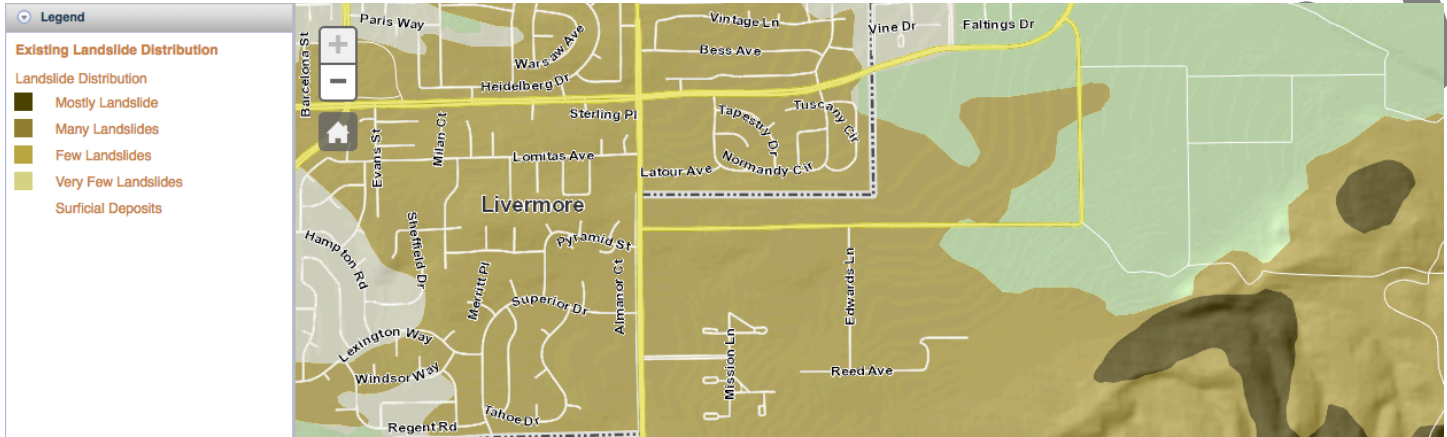 Legend
Existing Landslide Distribution
Landslide Distribution
Mostly Landslide
Many Landslides
Few Landslides
Very Few Landslides
Surficial Deposits
Paris Way
Vintage Ln
Vine Dr
Faltings Dr
Barcelona St
+
Warsaw Ave
Bess Ave
−
Heidelberg Dr
Sterling Pl
Tapestry Dr
Tuscany Cir
Evans St
Milan Ct
Lomitas Ave
Latour Ave
Normandy Cir
Livermore
Hampton Rd
Sheffield Dr
Pyramid St
Merritt Pl
Superior Dr
Almanor Ct
Edwards Ln
Lexington Way
Windsor Way
Mission Ln
Reed Ave
Tahoe Dr
Regent Rd